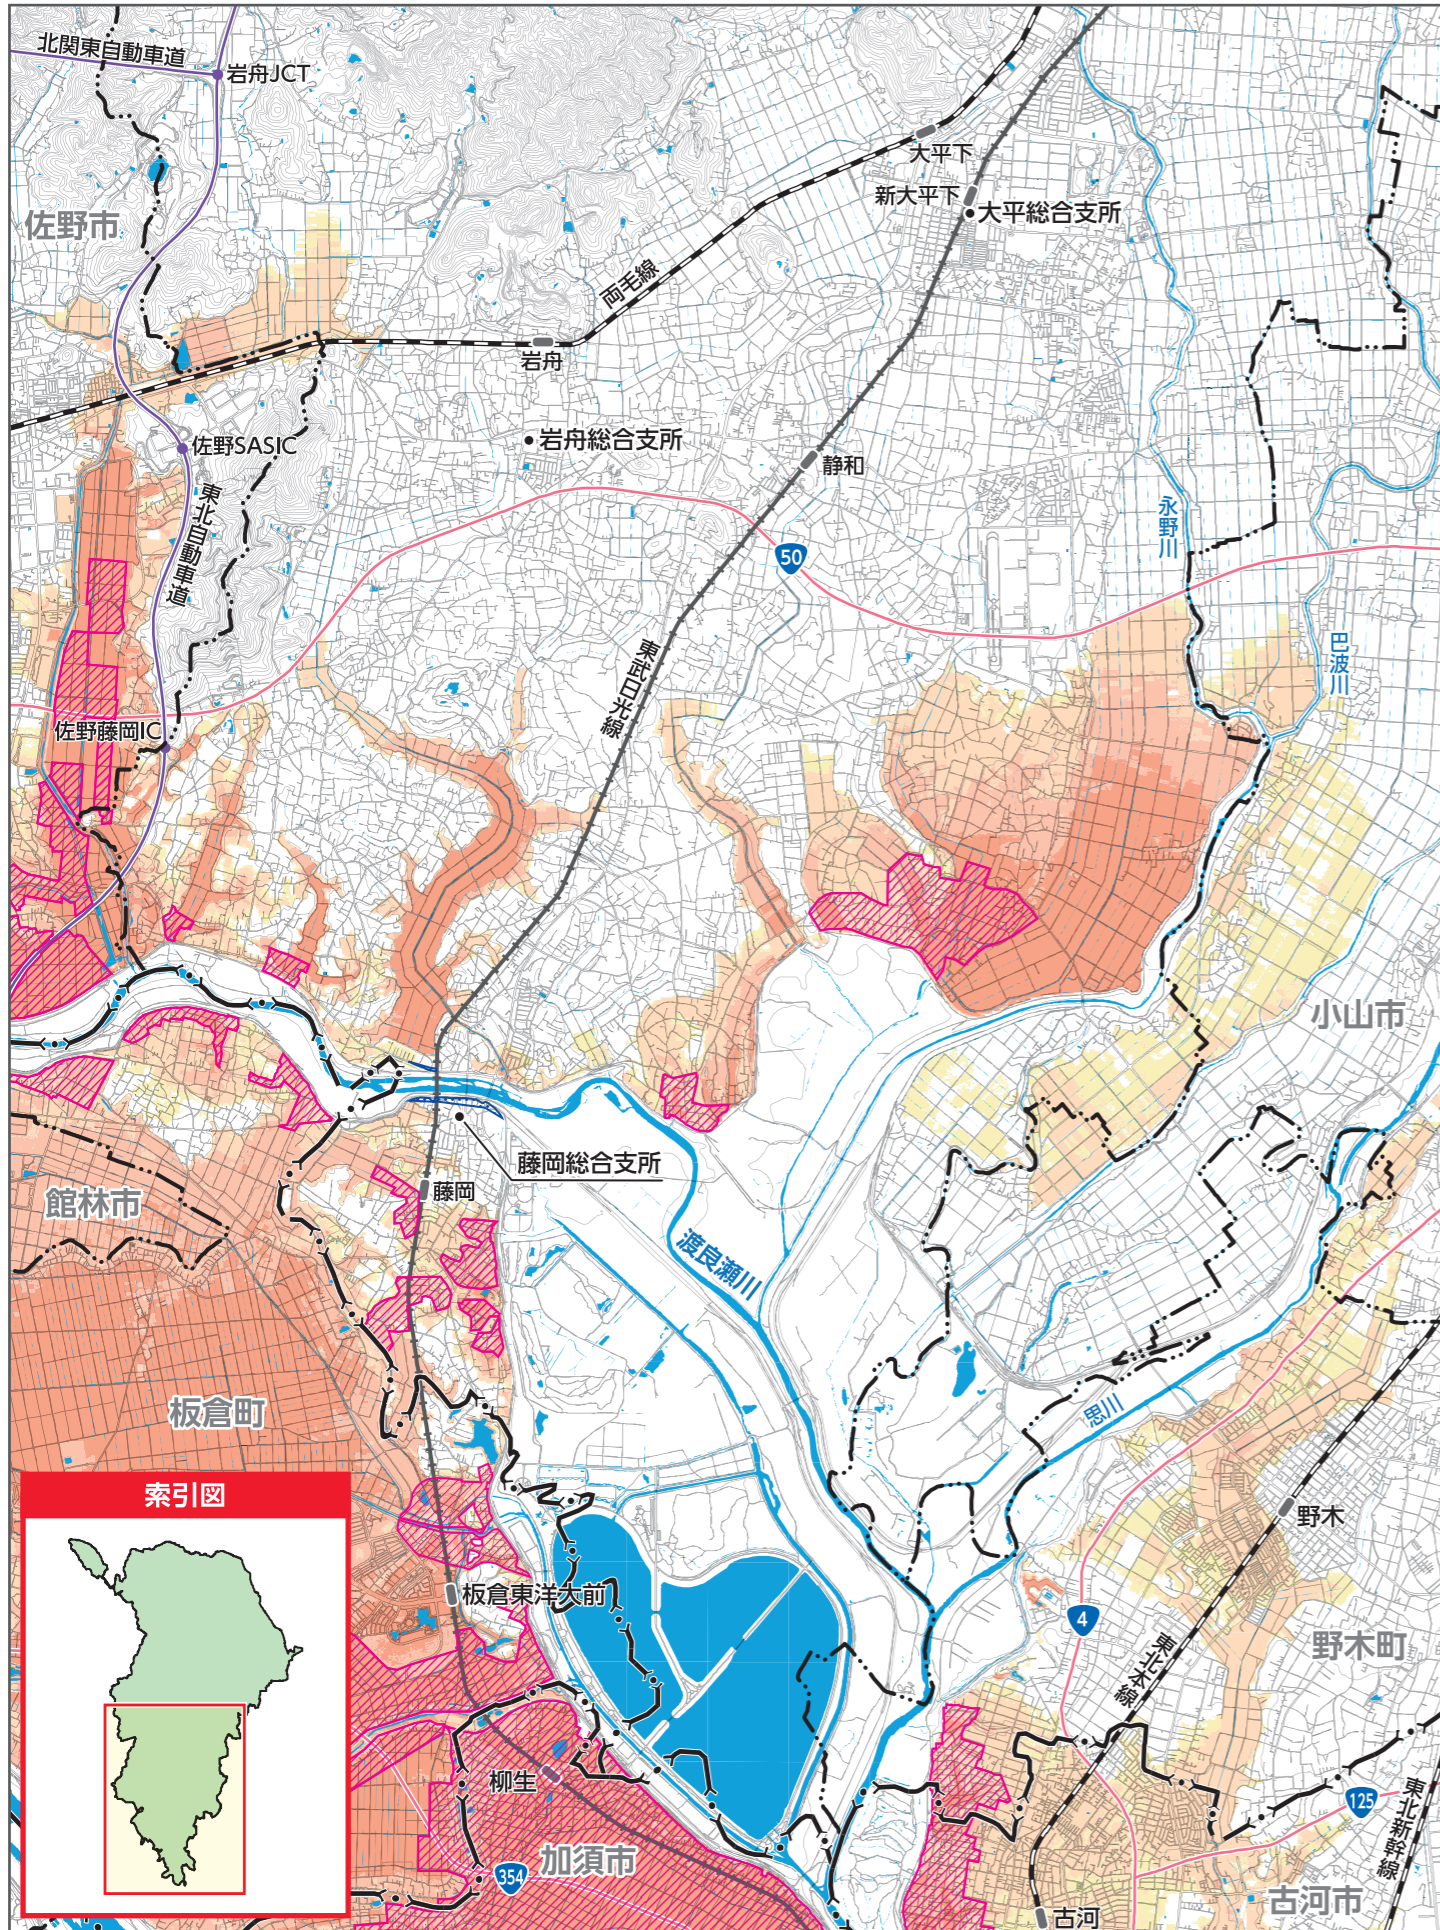 北関東自動車道
岩舟JCT
大平下
新大平下
大平総合支所
佐野市
両毛線
岩舟
佐野SASIC
岩舟総合支所
静和
東北自動車道
永野川
50
巴波川
東武日光線
佐野藤岡IC
小山市
藤岡総合支所
館林市
藤岡
渡良瀬川
板倉町
思川
索引図
野木
板倉東洋大前
4
東北本線
野木町
柳生
125
東北新幹線
加須市
354
古河市
古河